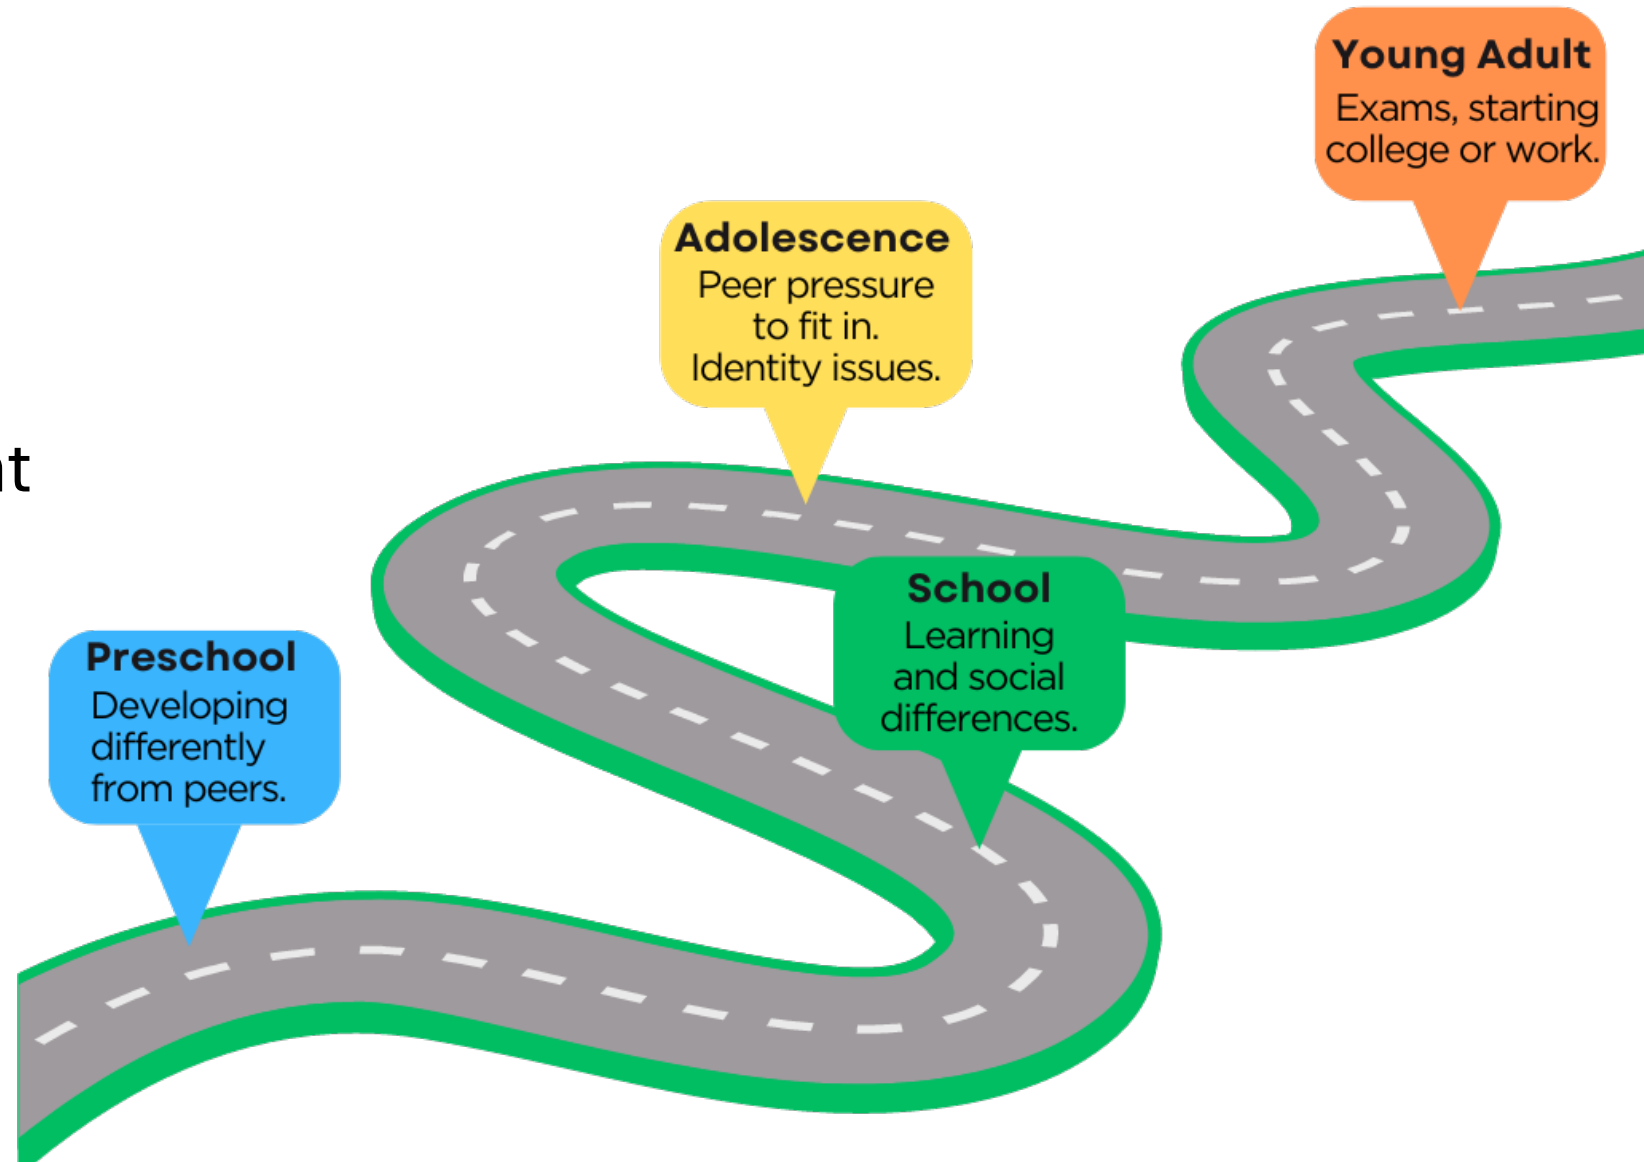 Young Adult
Exams, starting
college or work.
Adolescence
Peer pressure
to fit in.
Identity issues.
School
Learning
and social
differences.
Preschool
Developing
differently
from peers.